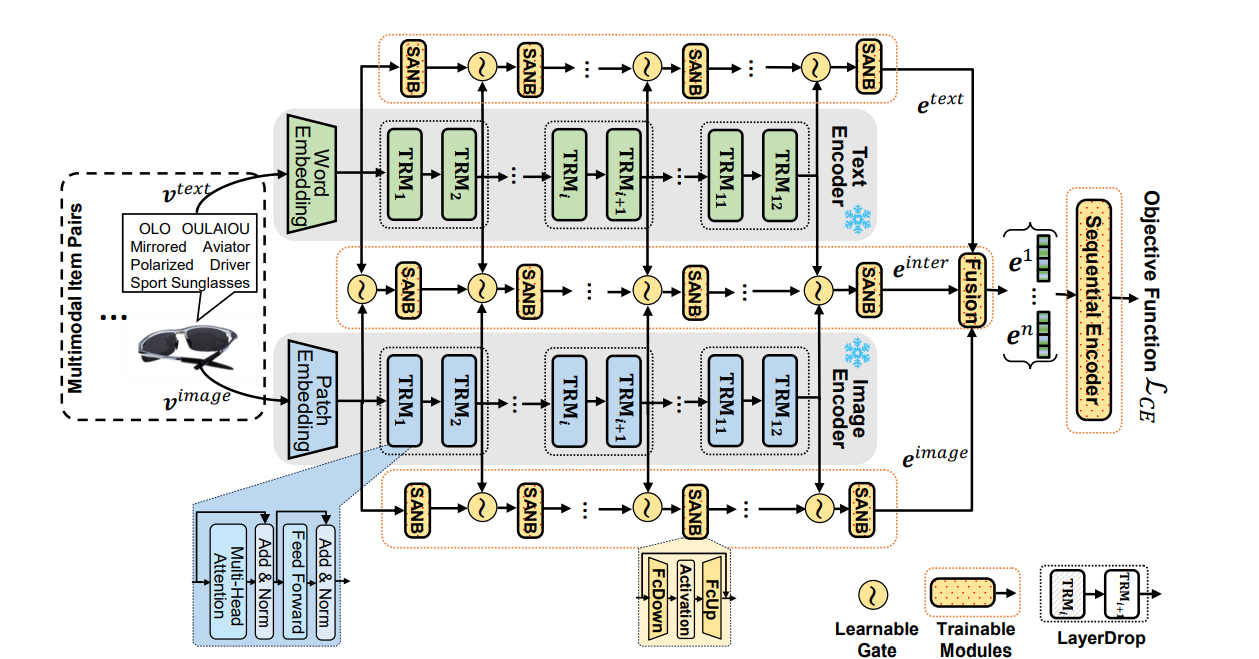 SANB
~
SANB
...
~
SANB
...
~
SANB
e^text
Word
Embedding
TRM_1
TRM_2
...
TRM_i
TRM_i+1
...
TRM_11
TRM_12
Text
Encoder
Multimodal Item Pairs
v^text
OLO OULAIOU
Mirrored Aviator
Polarized Driver
Sport Sunglasses
...
v^image
~
SANB
~
SANB
...
~
SANB
...
~
SANB
e^inter
Fusion
e^1
...
e^n
Sequential Encoder
Objective Function ℒ_CE
Patch
Embedding
TRM_1
TRM_2
...
TRM_i
TRM_i+1
...
TRM_11
TRM_12
Image
Encoder
e^image
SANB
~
SANB
...
~
SANB
...
~
SANB
Multi-Head
Attention
Add & Norm
Feed Forward
Add & Norm
FcDown
Activation
FcUp
~
Learnable
Gate
Trainable
Modules
TRM_i
TRM_i+1
LayerDrop